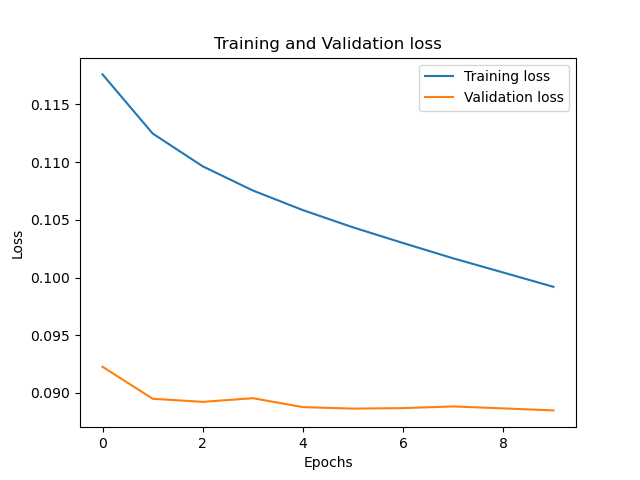 Training and Validation loss
Training loss
Validation loss
0.115
0.110
0.105
0.100
0.095
0.090
Loss
0 2 4 6 8
Epochs